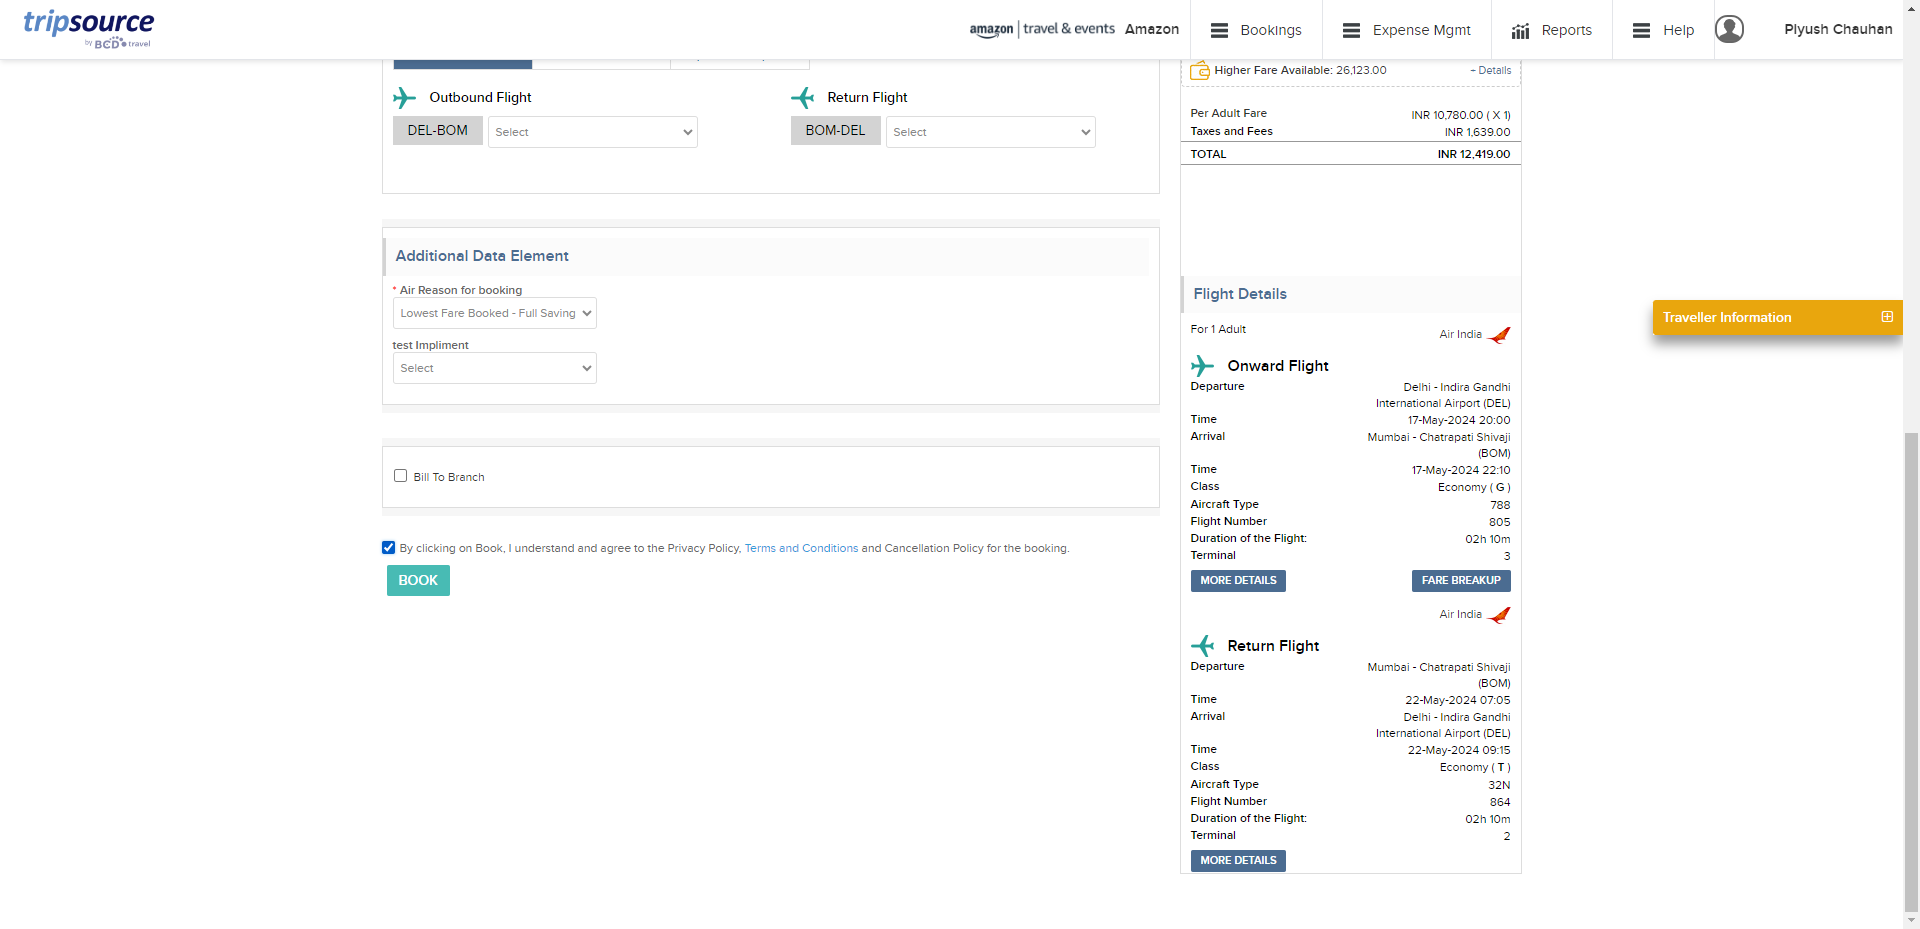 tripsource
by BCD travel
amazon | travel & events Amazon
Bookings
Expense Mgmt
Reports
Help
Piyush Chauhan
Outbound Flight
DEL-BOM
Select
Return Flight
BOM-DEL
Select
Additional Data Element
* Air Reason for booking
Lowest Fare Booked - Full Saving
test Impliment
Select
Bill To Branch
By clicking on Book, I understand and agree to the Privacy Policy, Terms and Conditions and Cancellation Policy for the booking.
BOOK
Higher Fare Available: 26,123.00 + Details
Per Adult Fare INR 10,780.00 ( X 1)
Taxes and Fees INR 1,639.00
TOTAL INR 12,419.00
Flight Details
For 1 Adult Air India
Onward Flight
Departure Delhi - Indira Gandhi
International Airport (DEL)
Time 17-May-2024 20:00
Arrival Mumbai - Chatrapati Shivaji
(BOM)
Time 17-May-2024 22:10
Class Economy ( G )
Aircraft Type 788
Flight Number 805
Duration of the Flight: 02h 10m
Terminal 3
MORE DETAILS FARE BREAKUP
Air India
Return Flight
Departure Mumbai - Chatrapati Shivaji
(BOM)
Time 22-May-2024 07:05
Arrival Delhi - Indira Gandhi
International Airport (DEL)
Time 22-May-2024 09:15
Class Economy ( T )
Aircraft Type 32N
Flight Number 864
Duration of the Flight: 02h 10m
Terminal 2
MORE DETAILS
Traveller Information